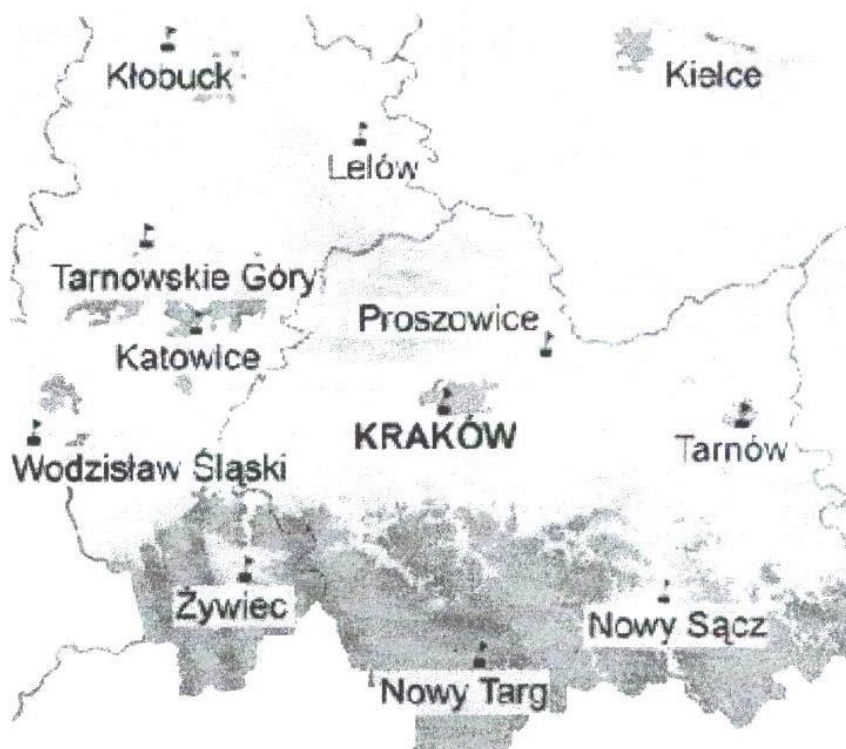 Kłobuck
Kielce
Lelów
Tarnowskie Góry
Proszowice
Katowice
KRAKÓW
Tarnów
Wodzisław Śląski
Żywiec
Nowy Sącz
Nowy Targ